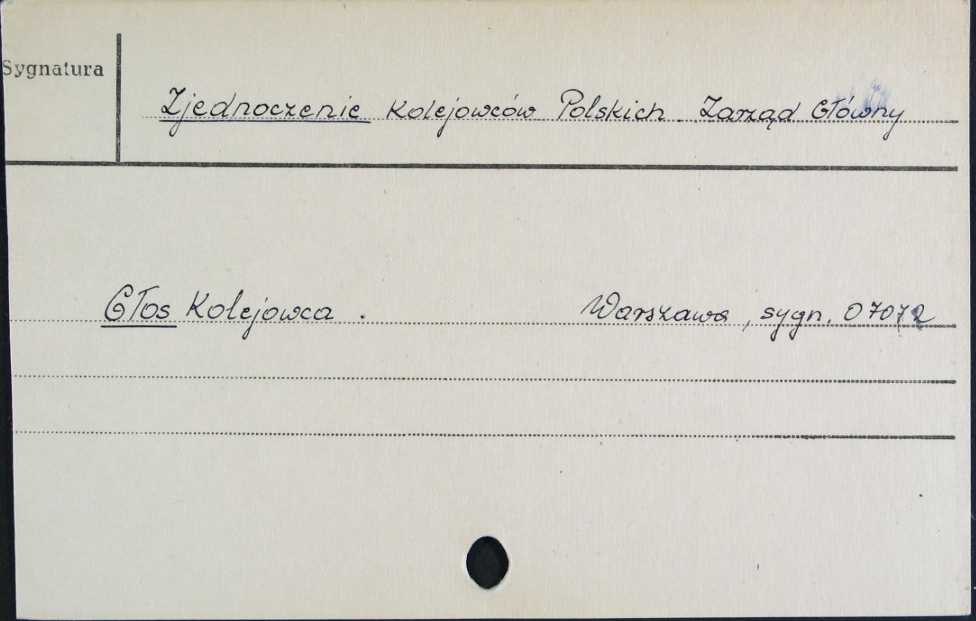 Sygnatura
Zjednoczenie Kolejowców Polskich. Zarząd Główny
Głos Kolejowca. Warszawa, sygn. 07072